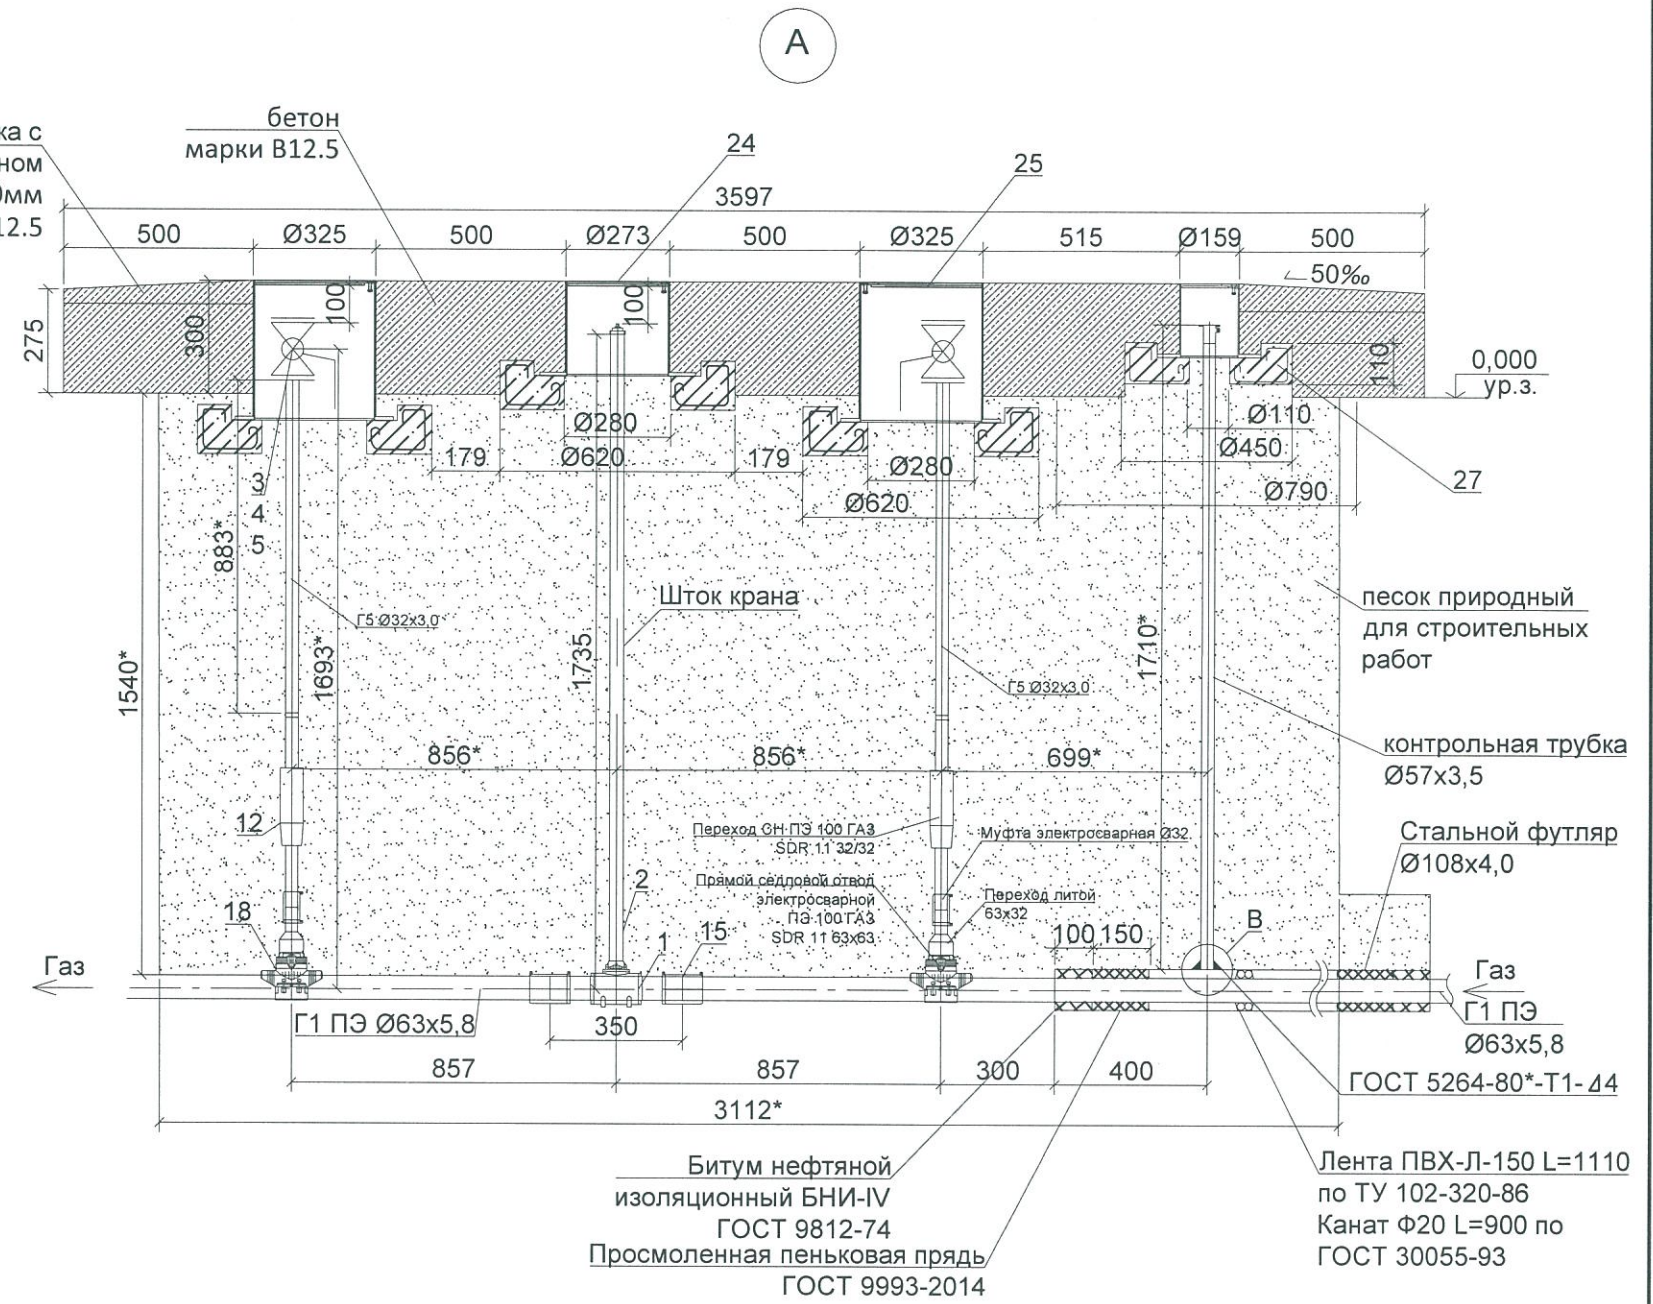 А
ка с
ном
0мм
12.5
бетон
марки В12.5
24
25
3597
500
Ø325
500
Ø273
500
Ø325
515
Ø159
500
50‰
275
300
100
100
110
0,000
ур.з.
Ø280
Ø620
179
179
Ø280
Ø620
Ø110
Ø450
Ø790
27
3
4
5
883*
Г5 Ø32х3,0
1693*
1540*
1735
Шток крана
Г5 Ø32х3,0
1710*
песок природный
для строительных
работ
856*
856*
699*
контрольная трубка
Ø57х3,5
12
Переход СН ПЭ 100 ГАЗ
SDR 11 32/32
Муфта электросварная Ø32
Стальной футляр
Ø108х4,0
Прямой седловой отвод
электросварной
ПЭ 100 ГАЗ
SDR 11 63х63
Переход литой
63х32
2
18
1
15
100
150
В
Газ
Газ
Г1 ПЭ Ø63х5,8
350
Г1 ПЭ
Ø63х5,8
857
857
300
400
ГОСТ 5264-80*-Т1-⊿4
3112*
Битум нефтяной
изоляционный БНИ-IV
ГОСТ 9812-74
Просмоленная пеньковая прядь
ГОСТ 9993-2014
Лента ПВХ-Л-150 L=1110
по ТУ 102-320-86
Канат Ф20 L=900 по
ГОСТ 30055-93